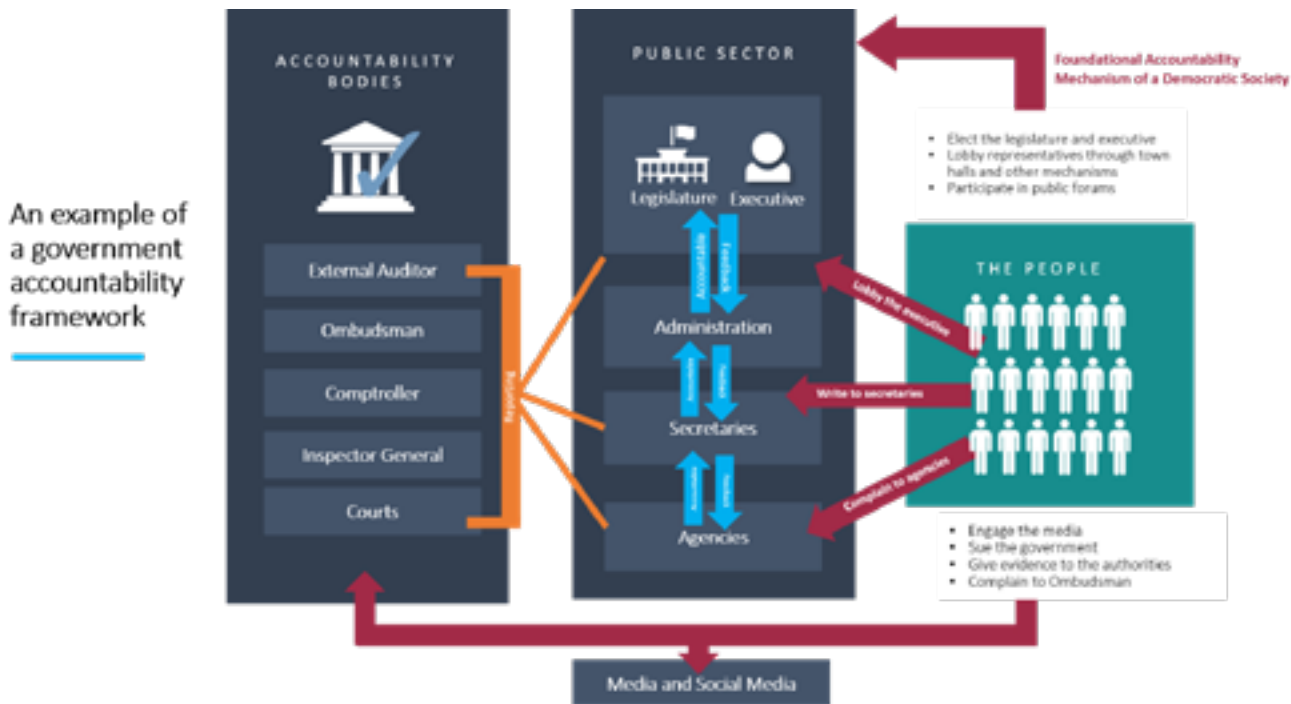 An example of
a government
accountability
framework
ACCOUNTABILITY
BODIES
External Auditor
Ombudsman
Comptroller
Inspector General
Courts
Reporting
PUBLIC SECTOR
Legislature
Executive
Feedback
Administration
Secretaries
Agencies
Foundational Accountability
Mechanism of a Democratic Society
• Elect the legislature and executive
• Lobby representatives through town
halls and other mechanisms
• Participate in public forums
THE PEOPLE
Lobby the executive
Write to secretaries
Complain to agencies
• Engage the media
• Sue the government
• Give evidence to the authorities
• Complain to Ombudsman
Media and Social Media